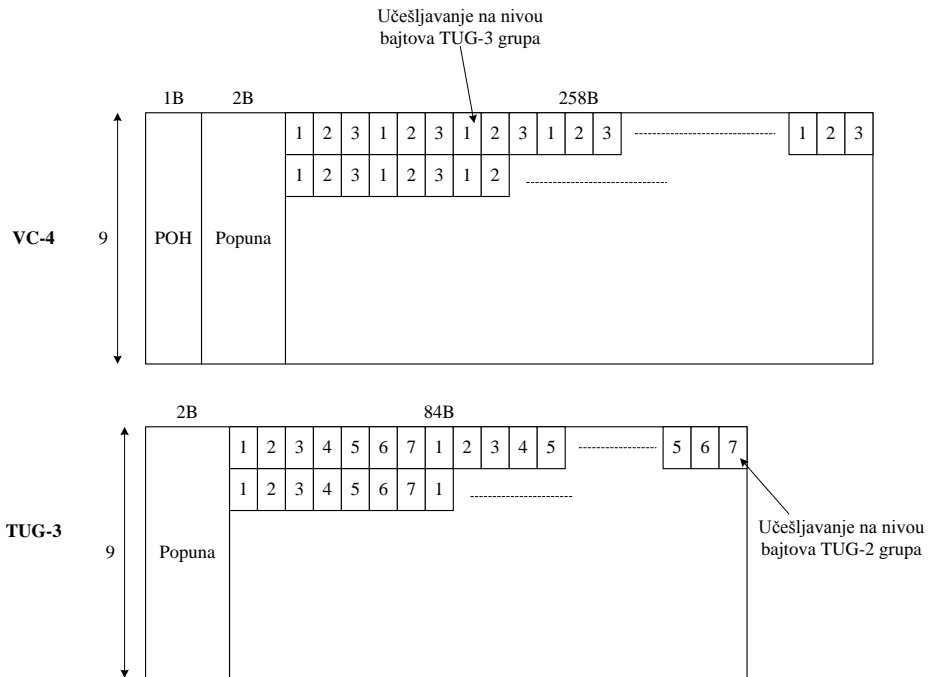 Učešljavanje na nivou
bajtova TUG-3 grupa
1B 2B 258B
1 2 3 1 2 3 1 2 3 1 2 3 1 2 3
1 2 3 1 2 3 1 2
VC-4 9 POH Popuna
2B 84B
1 2 3 4 5 6 7 1 2 3 4 5 5 6 7
1 2 3 4 5 6 7 1
TUG-3
9 Popuna
Učešljavanje na nivou
bajtova TUG-2 grupa